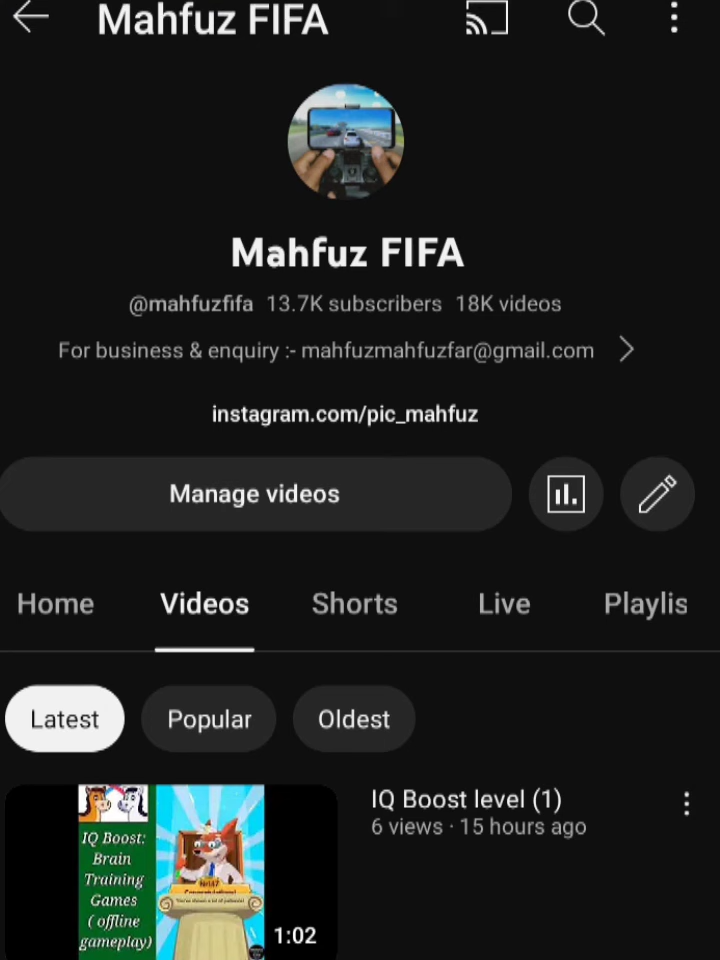 Mahfuz FIFA
Mahfuz FIFA
@mahfuzfifa 13.7K subscribers 18K videos
For business & enquiry :- mahfuzmahfuzfar@gmail.com
instagram.com/pic_mahfuz
Manage videos
Home Videos Shorts Live Playlis
Latest Popular Oldest
IQ Boost:
Brain
Training
Games
( offline
gameplay)
1:02
IQ Boost level (1)
6 views · 15 hours ago